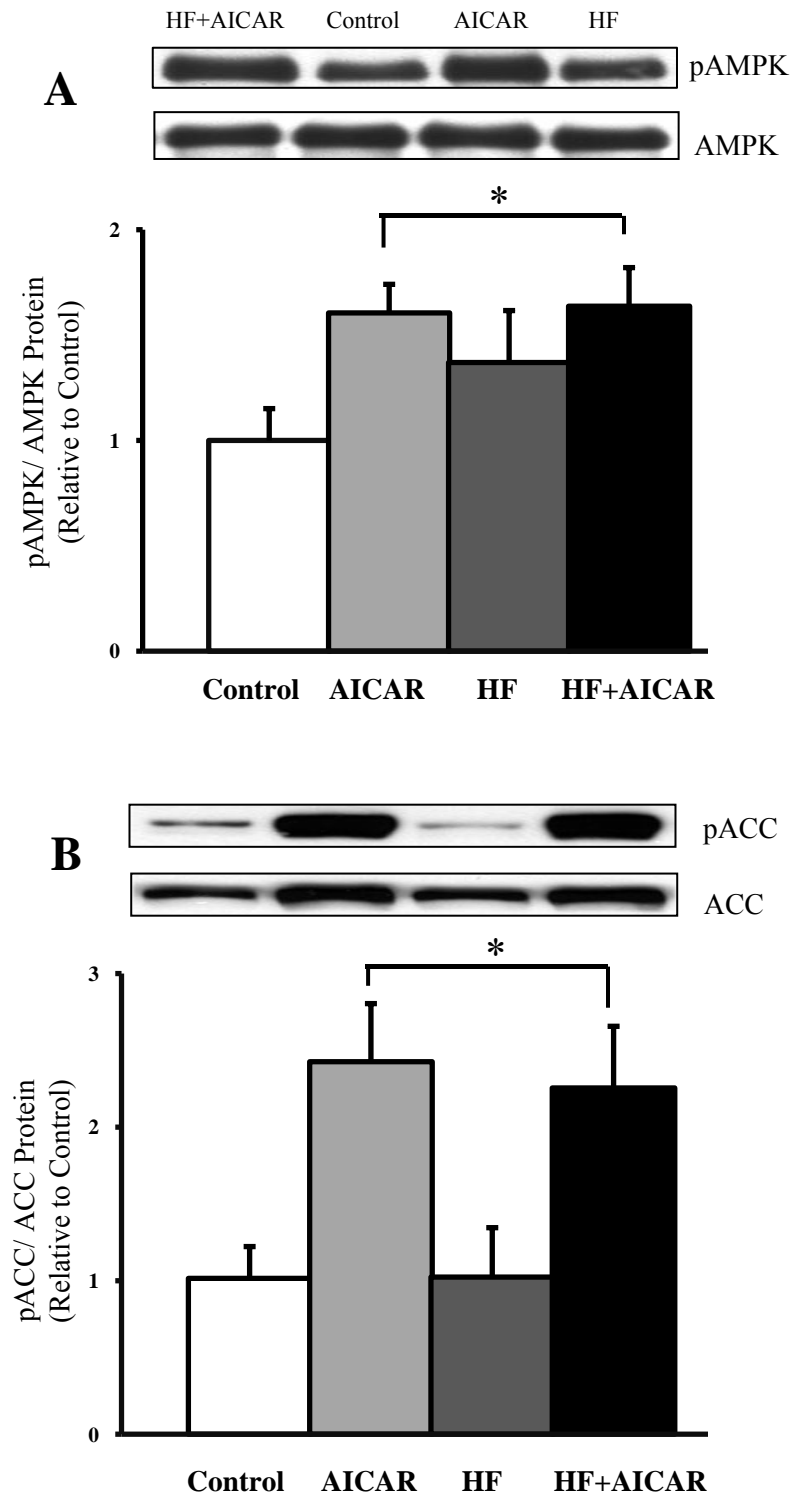 HF+AICAR Control AICAR HF
pAMPK
A
AMPK
*
2
1
0
pAMPK/ AMPK Protein
(Relative to Control)
Control AICAR HF HF+AICAR
pACC
B
ACC
*
3
2
1
0
pACC/ ACC Protein
(Relative to Control)
Control AICAR HF HF+AICAR